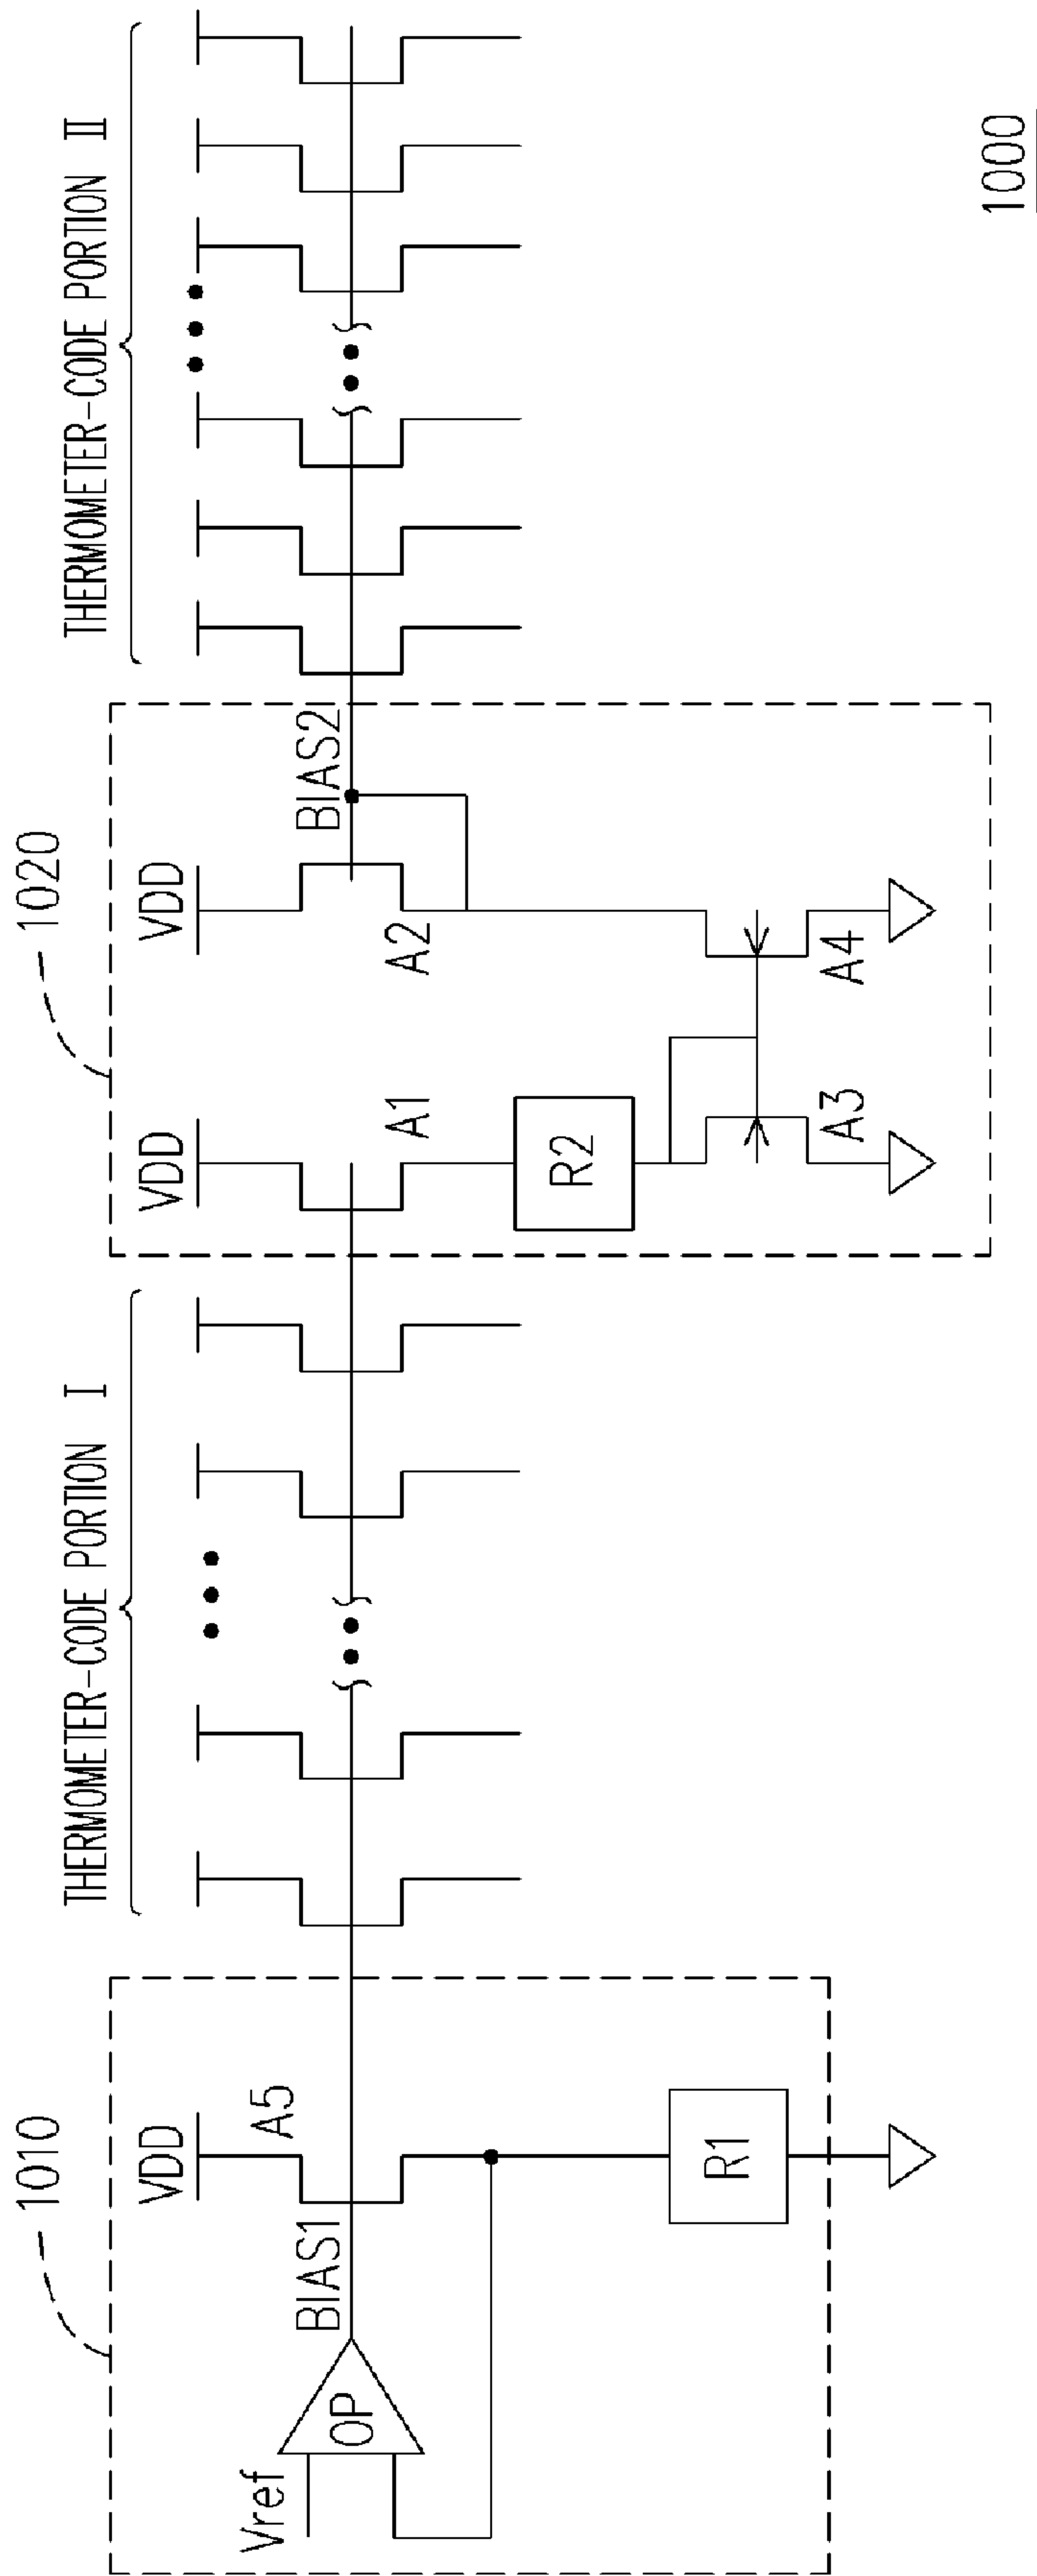 1010
THERMOMETER-CODE PORTION I
1020
THERMOMETER-CODE PORTION II
VDD
VDD
VDD
A5
Vref
OP
BIAS1
BIAS2
A1
A2
R1
R2
A3
A4
1000